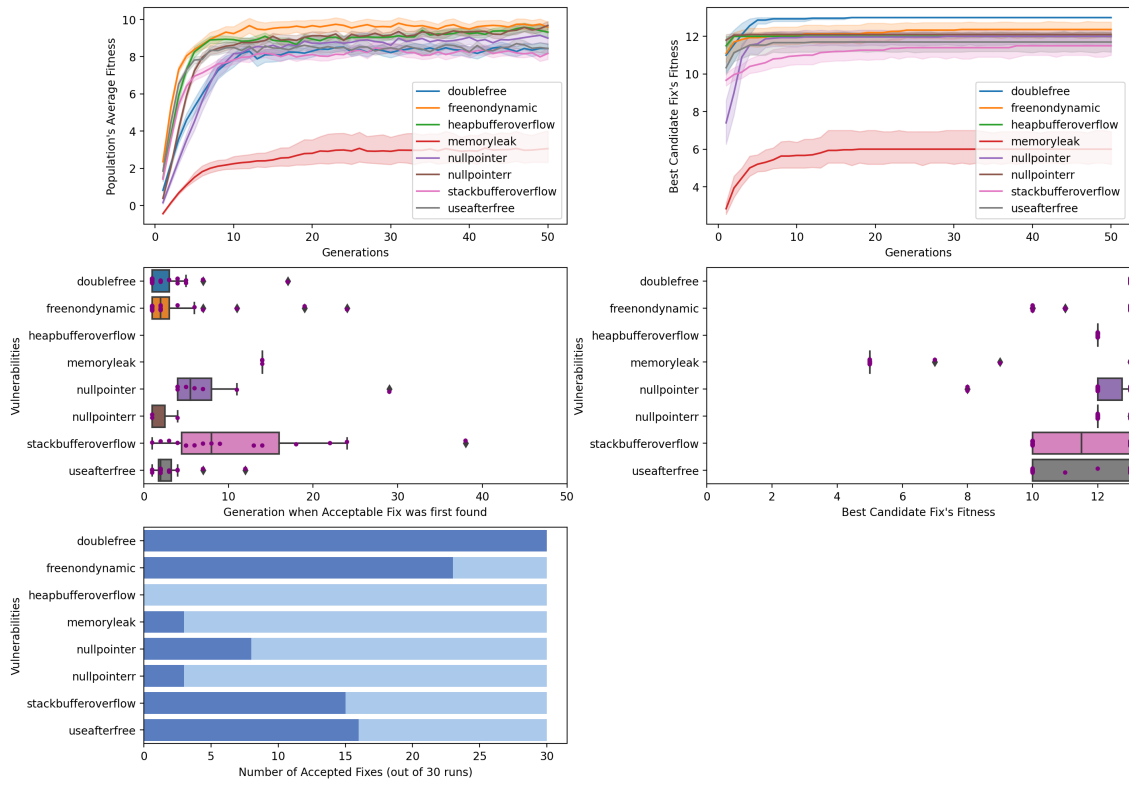 Population's Average Fitness
10
8
6
4
2
0
doublefree
freenondynamic
heapbufferoverflow
memoryleak
nullpointer
nullpointerr
stackbufferoverflow
useafterfree
0 10 20 30 40 50
Generations
Best Candidate Fix's Fitness
12
10
8
6
4
doublefree
freenondynamic
heapbufferoverflow
memoryleak
nullpointer
nullpointerr
stackbufferoverflow
useafterfree
0 10 20 30 40 50
Generations
Vulnerabilities
doublefree
freenondynamic
heapbufferoverflow
memoryleak
nullpointer
nullpointerr
stackbufferoverflow
useafterfree
0 10 20 30 40 50
Generation when Acceptable Fix was first found
Vulnerabilities
doublefree
freenondynamic
heapbufferoverflow
memoryleak
nullpointer
nullpointerr
stackbufferoverflow
useafterfree
0 2 4 6 8 10 12
Best Candidate Fix's Fitness
Vulnerabilities
doublefree
freenondynamic
heapbufferoverflow
memoryleak
nullpointer
nullpointerr
stackbufferoverflow
useafterfree
0 5 10 15 20 25 30
Number of Accepted Fixes (out of 30 runs)